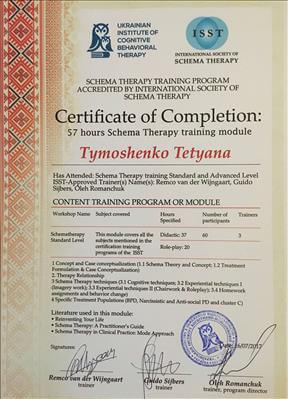 UKRAINIAN
INSTITUTE OF
COGNITIVE
BEHAVIORAL
THERAPY
ISST
INTERNATIONAL SOCIETY OF
SCHEMA THERAPY
SCHEMA THERAPY TRAINING PROGRAM
ACCREDITED BY INTERNATIONAL SOCIETY OF
SCHEMA THERAPY
Certificate of Completion:
57 hours Schema Therapy training module
Tymoshenko Tetyana
Has Attended: Schema Therapy training Standard and Advanced Level
ISST-Approved Trainer(s) Name(s): Remco van der Wijngaart, Guido
Sijbers, Oleh Romanchuk
CONTENT TRAINING PROGRAM OR MODULE
Workshop Name Subject covered Hours Specified Number of participants Trainers
Schematherapy Standard Level This module covers all the subjects mentioned in the certification training programs of the ISST Didactic: 37 Role-play: 20 60 3
1 Concept and Case conceptualization (1.1 Schema Theory and Concept; 1.2 Treatment
Formulation & Case Conceptualization)
2. Therapy Relationship
3 Schema Therapy techniques (3.1 Cognitive techniques; 3.2 Experiential techniques I
(Imagery work); 3.3 Experiential techniques II (Chairwork & Roleplay); 3.4 Homework
assignments and behavior change)
4 Specific Treatment Populations (BPD, Narcissistic and Anti-social PD and cluster C)
Literature used in this module:
• Reinventing Your Life
• Schema Therapy: A Practitioner's Guide
• Schema Therapy in Clinical Practice: Mode Approach
Signatures:
/07/2017
Remco van der Wijngaart
trainer
Guido Sijbers
trainer
Oleh Romanchuk
trainer, program director